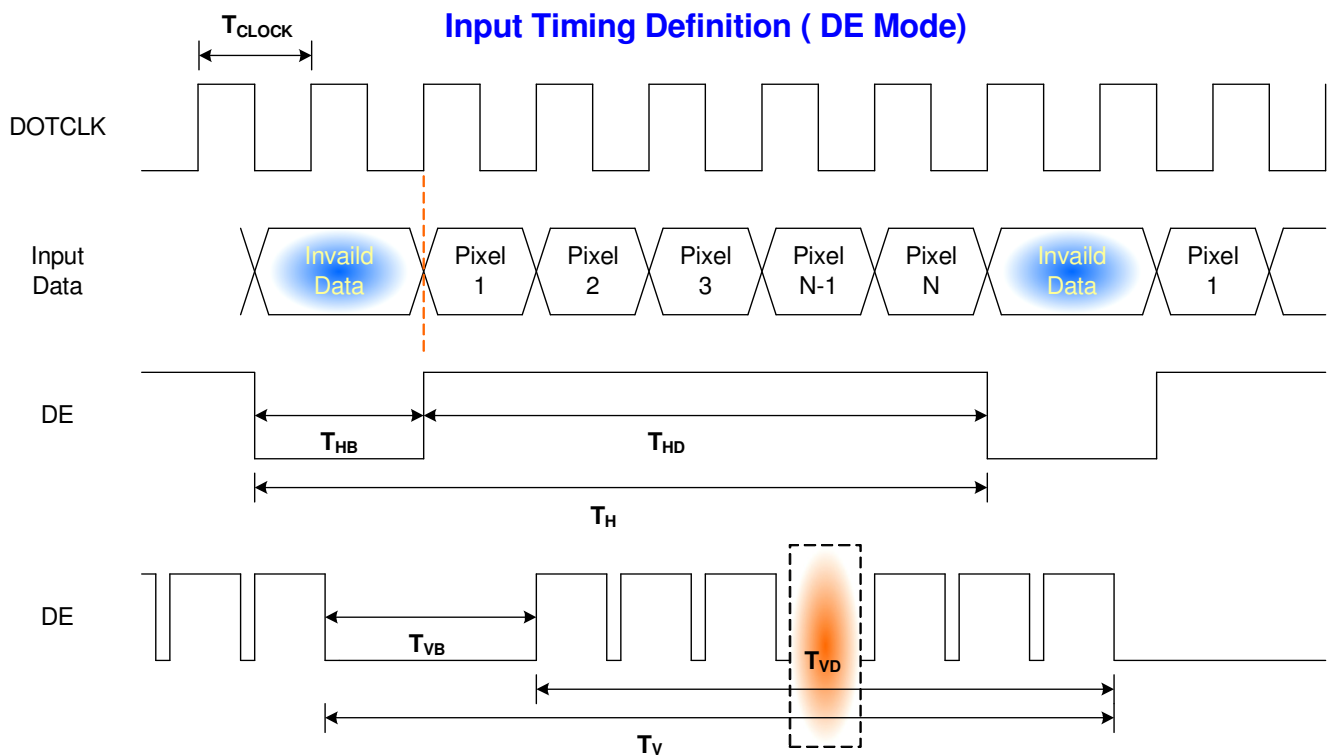 Input Timing Definition ( DE Mode)
TCLOCK
DOTCLK
Input
Data
Invaild
Data
Pixel
1
Pixel
2
Pixel
3
Pixel
N-1
Pixel
N
Invaild
Data
Pixel
1
DE
THB
THD
TH
DE
TVB
TVD
TV